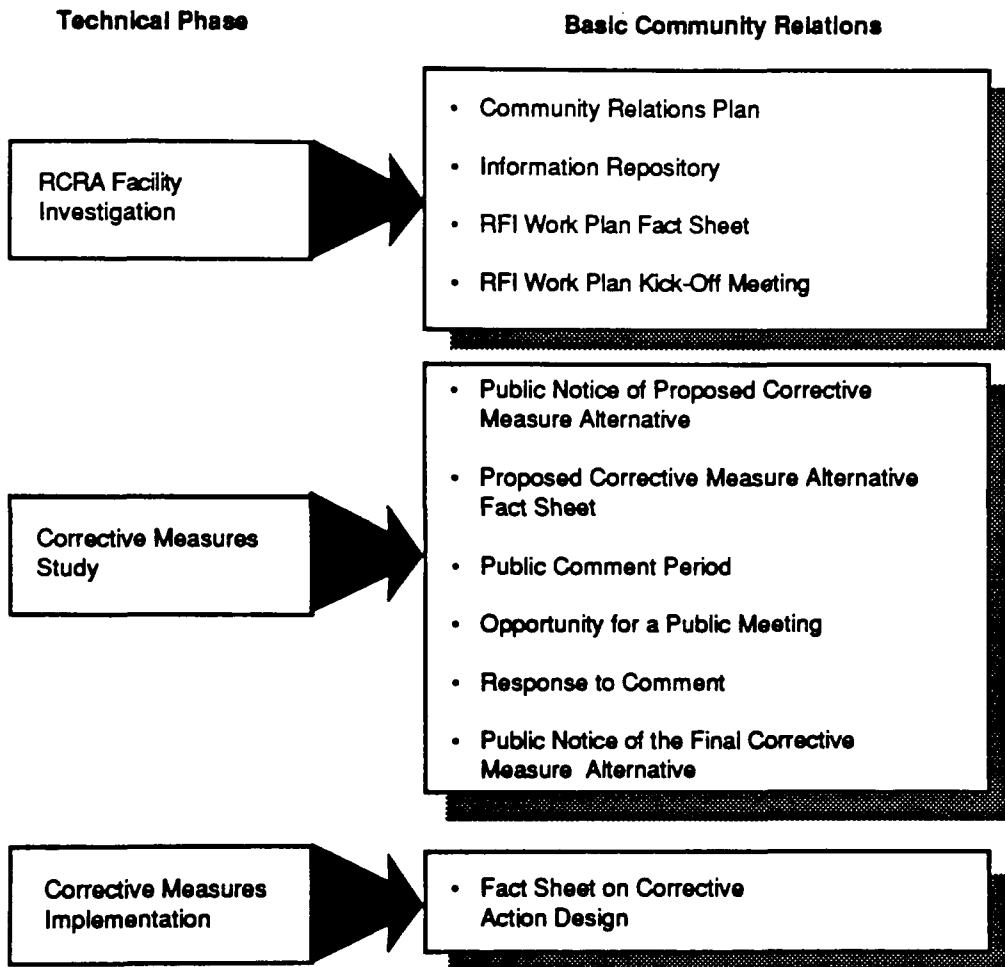 Technical Phase
Basic Community Relations
RCRA Facility
Investigation
• Community Relations Plan
• Information Repository
• RFI Work Plan Fact Sheet
• RFI Work Plan Kick-Off Meeting
Corrective Measures
Study
• Public Notice of Proposed Corrective
Measure Alternative
• Proposed Corrective Measure Alternative
Fact Sheet
• Public Comment Period
• Opportunity for a Public Meeting
• Response to Comment
• Public Notice of the Final Corrective
Measure Alternative
Corrective Measures
Implementation
• Fact Sheet on Corrective
Action Design